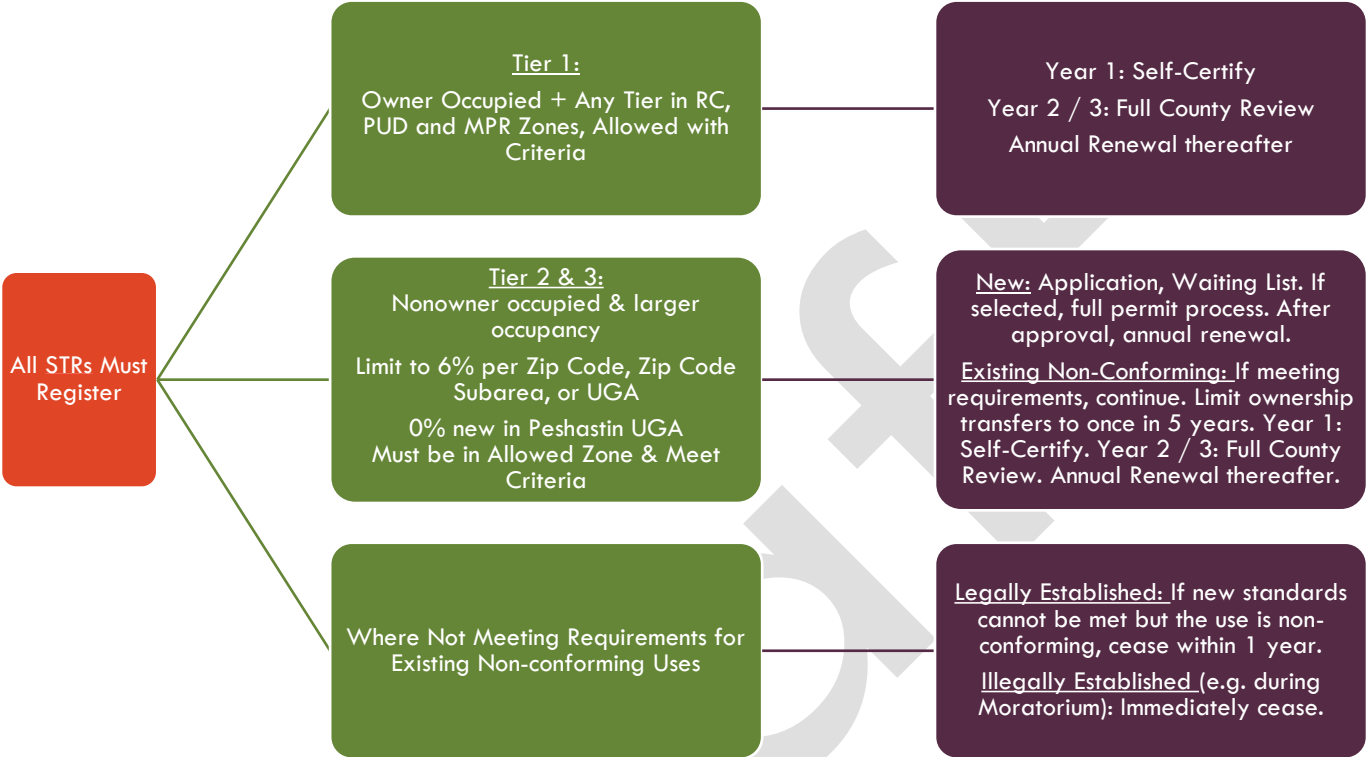 All STRs Must
Register
Tier 1:
Owner Occupied + Any Tier in RC,
PUD and MPR Zones, Allowed with
Criteria
Year 1: Self-Certify
Year 2 / 3: Full County Review
Annual Renewal thereafter
Tier 2 & 3:
Nonowner occupied & larger
occupancy
Limit to 6% per Zip Code, Zip Code
Subarea, or UGA
0% new in Peshastin UGA
Must be in Allowed Zone & Meet
Criteria
New: Application, Waiting List. If
selected, full permit process. After
approval, annual renewal.
Existing Non-Conforming: If meeting
requirements, continue. Limit ownership
transfers to once in 5 years. Year 1:
Self-Certify. Year 2 / 3: Full County
Review. Annual Renewal thereafter.
Where Not Meeting Requirements for
Existing Non-conforming Uses
Legally Established: If new standards
cannot be met but the use is non-
conforming, cease within 1 year.
Illegally Established (e.g. during
Moratorium): Immediately cease.